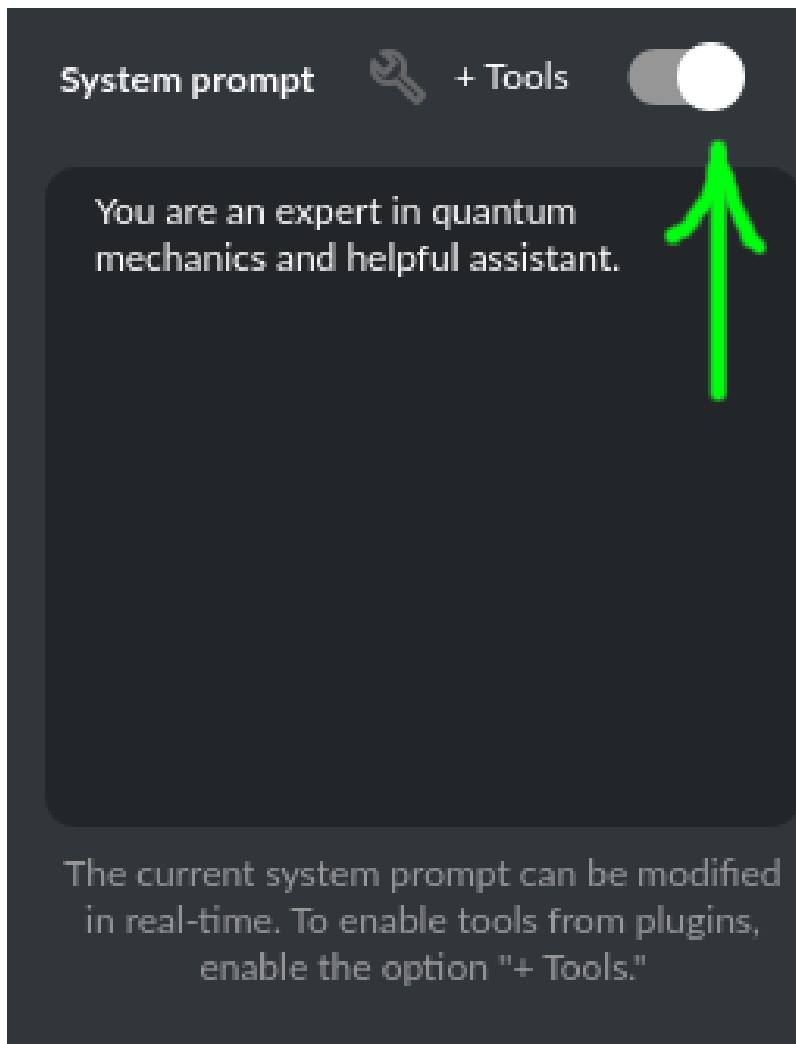 System prompt + Tools
You are an expert in quantum
mechanics and helpful assistant.
The current system prompt can be modified
in real-time. To enable tools from plugins,
enable the option "+ Tools."